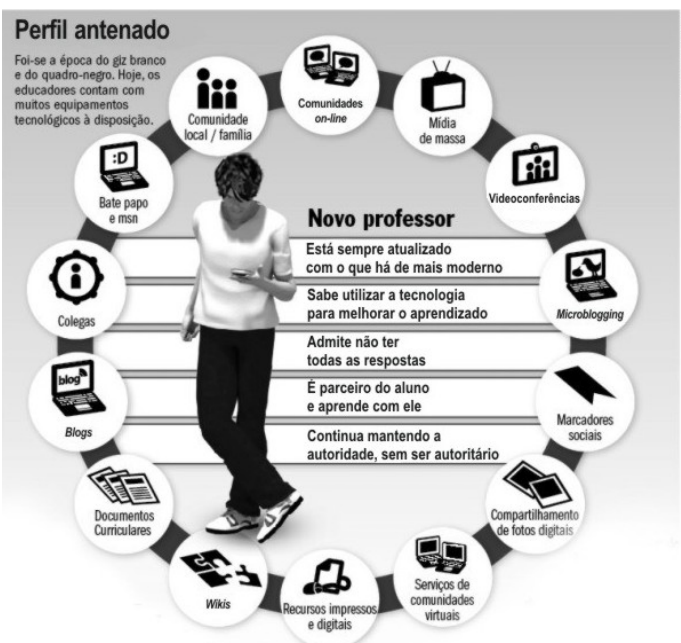 Perfil antenado
Foi-se a época do giz branco
e do quadro-negro. Hoje, os
educadores contam com
muitos equipamentos
tecnológicos à disposição.
Comunidade
local / família
Comunidades
on-line
Mídia
de massa
Videoconferências
:D
Bate papo
e msn
Novo professor
Está sempre atualizado
com o que há de mais moderno
Sabe utilizar a tecnologia
para melhorar o aprendizado
Admite não ter
todas as respostas
É parceiro do aluno
e aprende com ele
Continua mantendo a
autoridade, sem ser autoritário
Colegas
Microblogging
blog
Blogs
Marcadores
sociais
Documentos
Curriculares
Compartilhamento
de fotos digitais
Wikis
Recursos impressos
e digitais
Serviços de
comunidades
virtuais